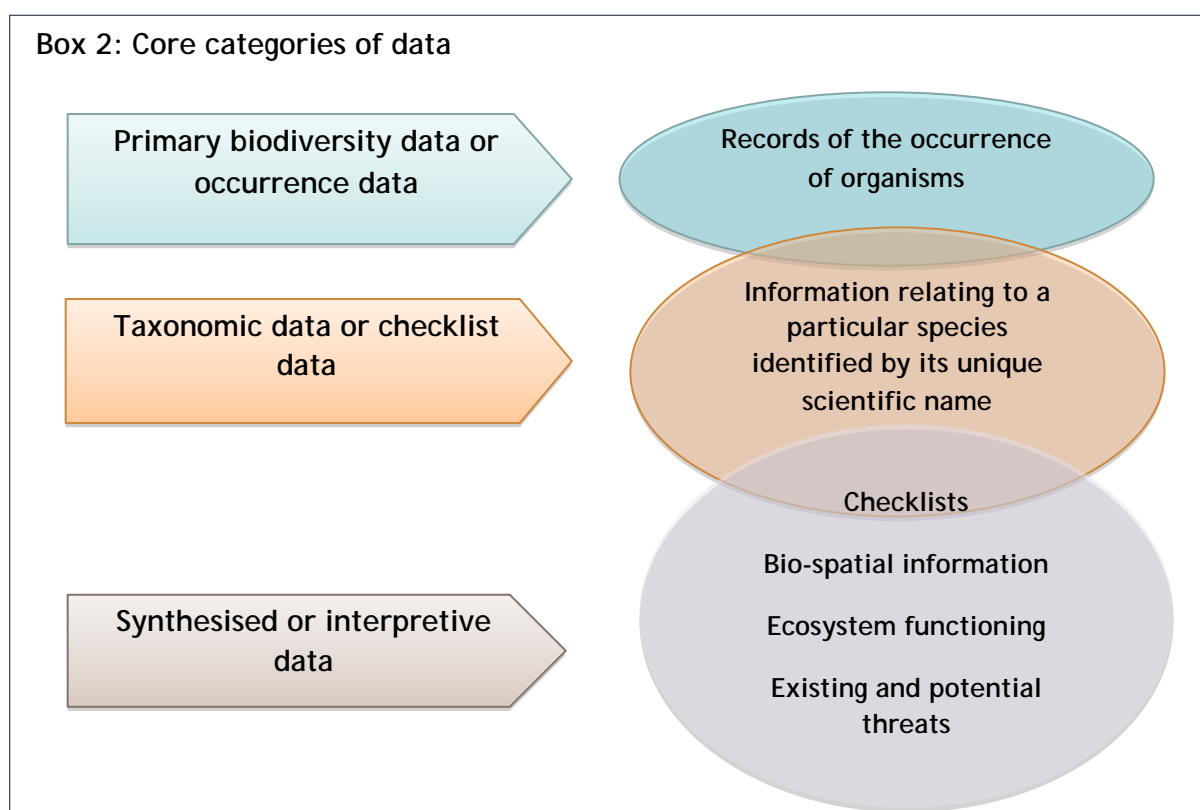 Box 2: Core categories of data
Primary biodiversity data or
occurrence data
Records of the occurrence
of organisms
Taxonomic data or checklist
data
Information relating to a
particular species
identified by its unique
scientific name
Synthesised or interpretive
data
Checklists
Bio-spatial information
Ecosystem functioning
Existing and potential
threats